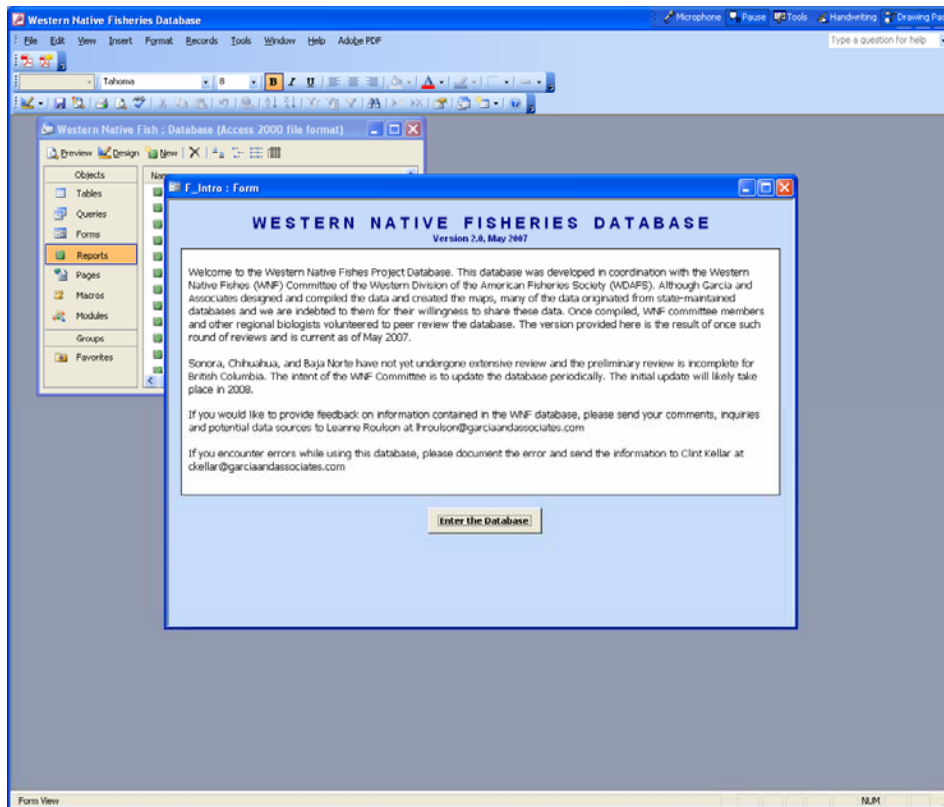 Western Native Fisheries Database
Microphone Pause Tools Handwriting Drawing Pad
File Edit View Insert Format Records Tools Window Help Adobe PDF
Type a question for help
Tahoma 8 B I U
Western Native Fish : Database (Access 2000 file format)
Preview Design New
Objects
Tables
Queries
Forms
Reports
Pages
Macros
Modules
Groups
Favorites
F_Intro : Form
WESTERN NATIVE FISHERIES DATABASE
Version 2.0, May 2007
Welcome to the Western Native Fishes Project Database. This database was developed in coordination with the Western
Native Fishes (WNF) Committee of the Western Division of the American Fisheries Society (WDAFS). Although Garcia and
Associates designed and compiled the data and created the maps, many of the data originated from state-maintained
databases and we are indebted to them for their willingness to share these data. Once compiled, WNF committee members
and other regional biologists volunteered to peer review the database. The version provided here is the result of once such
round of reviews and is current as of May 2007.
Sonora, Chihuahua, and Baja Norte have not yet undergone extensive review and the preliminary review is incomplete for
British Columbia. The intent of the WNF Committee is to update the database periodically. The initial update will likely take
place in 2008.
If you would like to provide feedback on information contained in the WNF database, please send your comments, inquiries
and potential data sources to Leanne Roulson at lhroulson@garciaandassociates.com
If you encounter errors while using this database, please document the error and send the information to Clint Kellar at
ckellar@garciaandassociates.com
Enter the Database
Form View
NUM